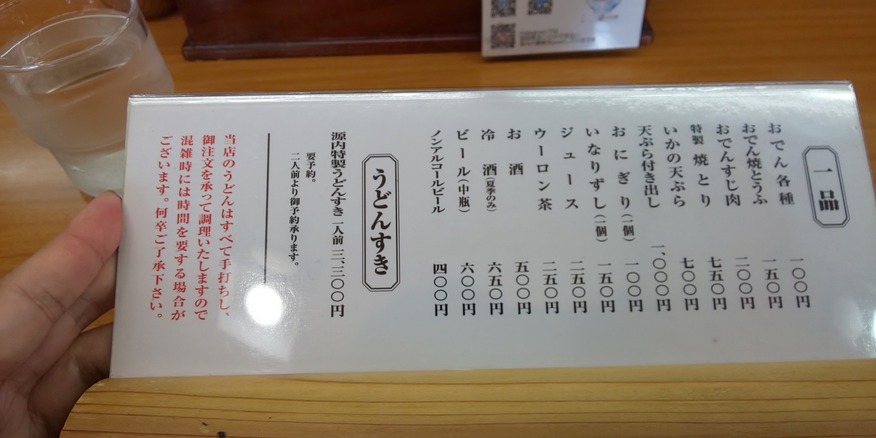 一品
おでん各種 一〇〇円
おでん焼とうふ 一五〇円
おでんすじ肉 二〇〇円
特製 焼とり 七五〇円
いかの天ぷら 七〇〇円
天ぷら付き出し 一、〇〇〇円
おにぎり(一個) 一〇〇円
いなりずし(一個) 一五〇円
ジュース 二五〇円
ウーロン茶 二五〇円
お酒 五〇〇円
冷酒(夏季のみ) 六五〇円
ビール(中瓶) 六〇〇円
ノンアルコールビール 四〇〇円
うどんすき
源内特製うどんすき 一人前 三、三〇〇円
要予約。
二人前より御予約承ります。
当店のうどんはすべて手打ちし、
御注文を承って調理いたしますので
混雑時には時間を要する場合が
ございます。何卒ご了承下さい。